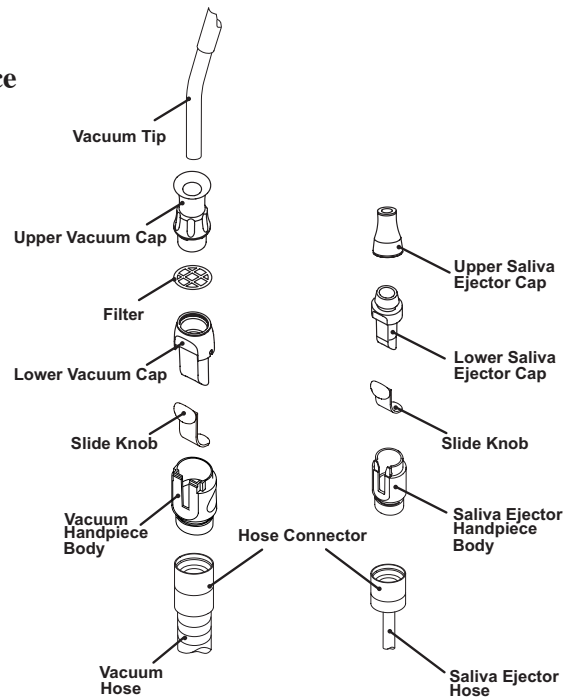 ce
Vacuum Tip
Upper Vacuum Cap
Filter
Lower Vacuum Cap
Slide Knob
Vacuum
Handpiece
Body
Hose Connector
Vacuum
Hose
Upper Saliva
Ejector Cap
Lower Saliva
Ejector Cap
Slide Knob
Saliva Ejector
Handpiece
Body
Saliva Ejector
Hose